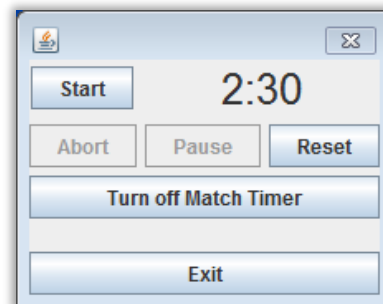 Start 2:30
Abort Pause Reset
Turn off Match Timer
Exit